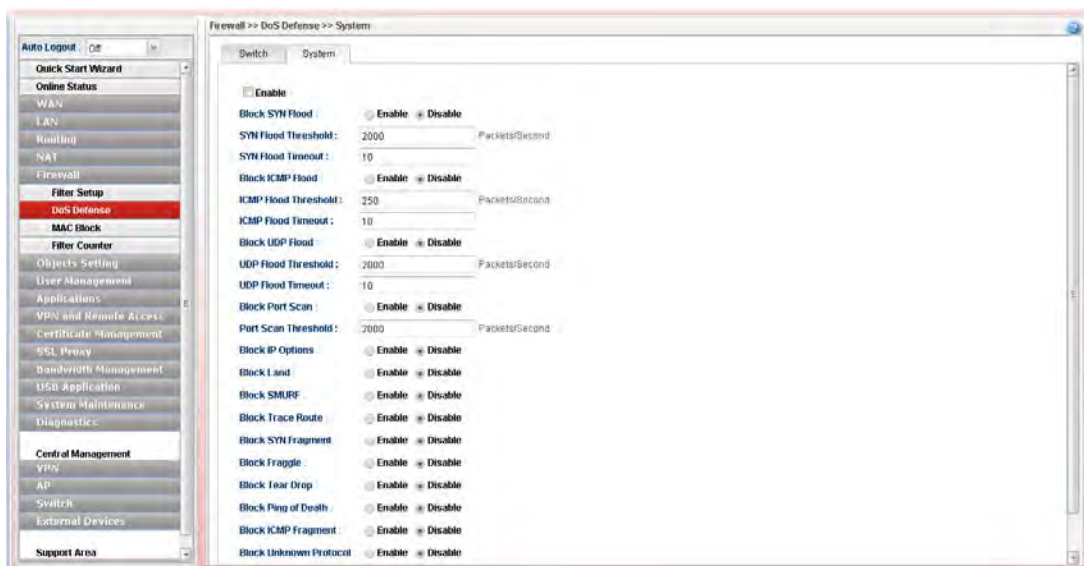 Firewall >> DoS Defense >> System
Auto Logout : Off
Quick Start Wizard
Online Status
WAN
LAN
Routing
NAT
Firewall
Filter Setup
DoS Defense
MAC Block
Filter Counter
Objects Setting
User Management
Applications
VPN and Remote Access
Certificate Management
SSL Proxy
Bandwidth Management
USB Application
System Maintenance
Diagnostics
Central Management
VPN
AP
Switch
External Devices
Support Area
Switch System
Enable
Block SYN Flood : Enable Disable
SYN Flood Threshold : 2000 Packets/Second
SYN Flood Timeout : 10
Block ICMP Flood Enable Disable
ICMP Flood Threshold : 250 Packets/Second
ICMP Flood Timeout : 10
Block UDP Flood : Enable Disable
UDP Flood Threshold : 2000 Packets/Second
UDP Flood Timeout : 10
Block Port Scan : Enable Disable
Port Scan Threshold : 2000 Packets/Second
Block IP Options Enable Disable
Block Land Enable Disable
Block SMURF : Enable Disable
Block Trace Route : Enable Disable
Block SYN Fragment Enable Disable
Block Fraggle : Enable Disable
Block Tear Drop : Enable Disable
Block Ping of Death : Enable Disable
Block ICMP Fragment : Enable Disable
Block Unknown Protocol Enable Disable